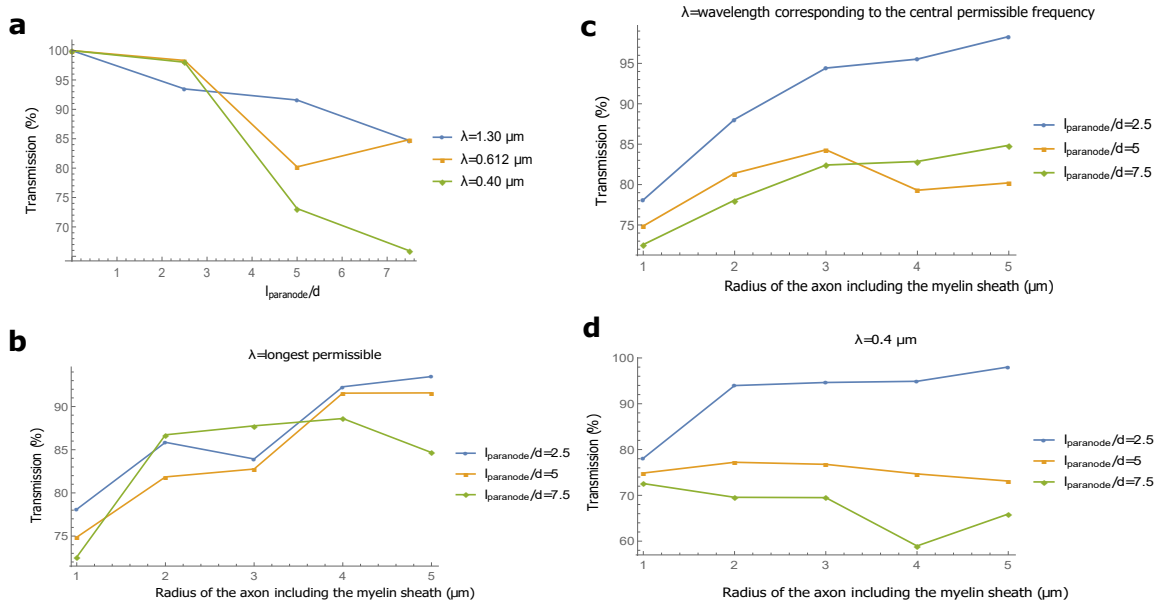 a
100
95
90
85
80
75
70
1 2 3 4 5 6 7
Transmission (%)
lparanode/d
λ=1.30 μm
λ=0.612 μm
λ=0.40 μm
b
λ=longest permissible
90
85
80
75
1 2 3 4 5
Transmission (%)
Radius of the axon including the myelin sheath (μm)
lparanode/d=2.5
lparanode/d=5
lparanode/d=7.5
c
λ=wavelength corresponding to the central permissible frequency
95
90
85
80
75
1 2 3 4 5
Transmission (%)
Radius of the axon including the myelin sheath (μm)
lparanode/d=2.5
lparanode/d=5
lparanode/d=7.5
d
λ=0.4 μm
100
90
80
70
60
1 2 3 4 5
Transmission (%)
Radius of the axon including the myelin sheath (μm)
lparanode/d=2.5
lparanode/d=5
lparanode/d=7.5